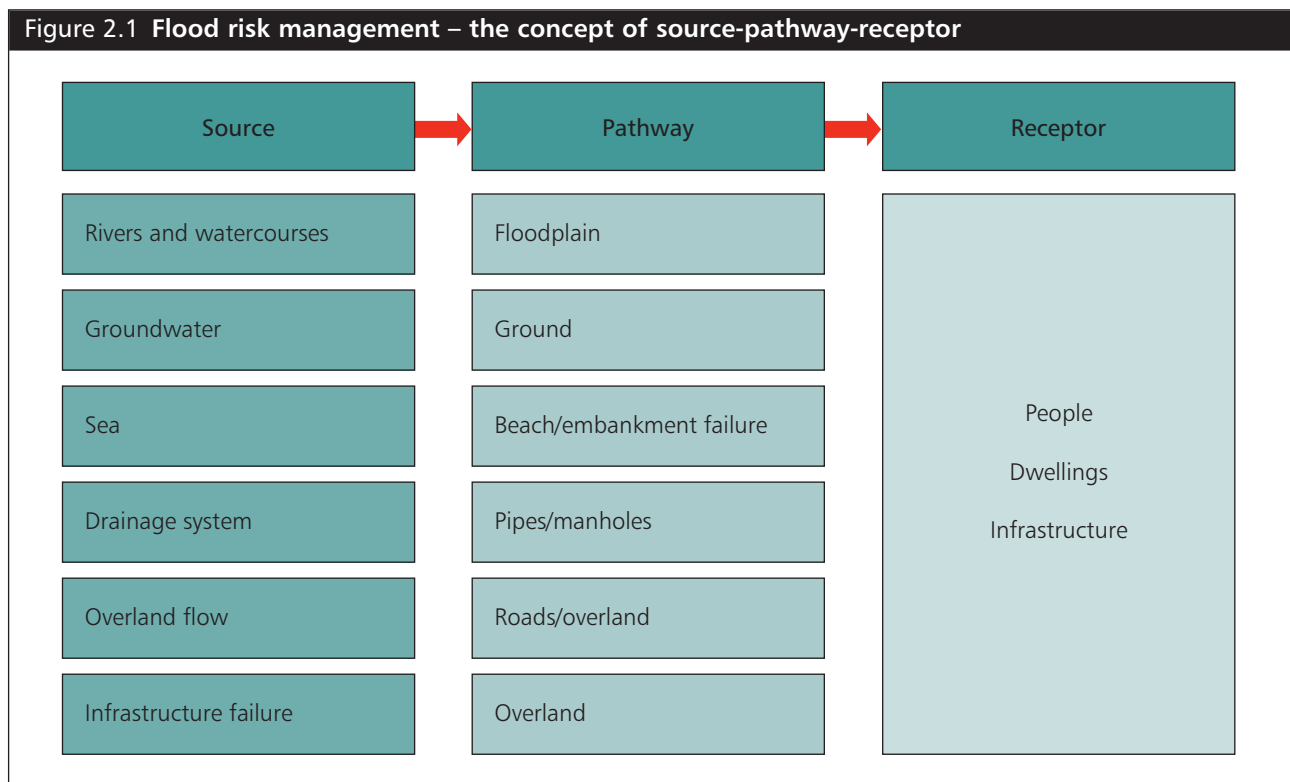 Figure 2.1 Flood risk management – the concept of source-pathway-receptor
Source
Pathway
Receptor
Rivers and watercourses
Floodplain
Groundwater
Ground
Sea
Beach/embankment failure
Drainage system
Pipes/manholes
Overland flow
Roads/overland
Infrastructure failure
Overland
People
Dwellings
Infrastructure